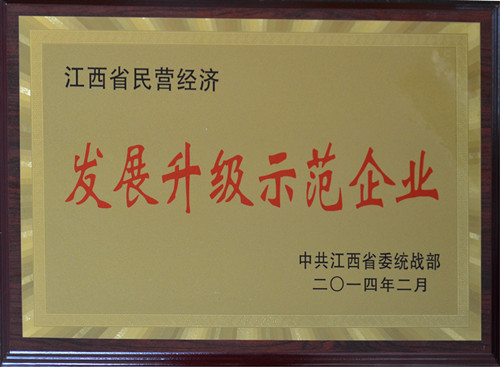 江西省民营经济
发展升级示范企业
中共江西省委统战部
二〇一四年二月